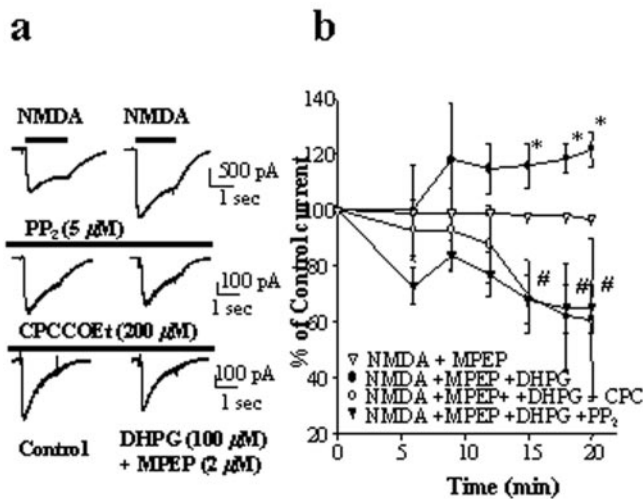 a
b
NMDA NMDA
500 pA
1 sec
PP2 (5 µM)
100 pA
1 sec
CPCCOEt (200 µM)
100 pA
1 sec
Control
DHPG (100 µM)
+ MPEP (2 µM)
% of Control current
140
120
100
80
60
40
20
* * *
# # #
NMDA + MPEP
NMDA +MPEP +DHPG
NMDA +MPEP+ +DHPG + CPC
NMDA + MPEP +DHPG +PP2
0 5 10 15 20
Time (min)